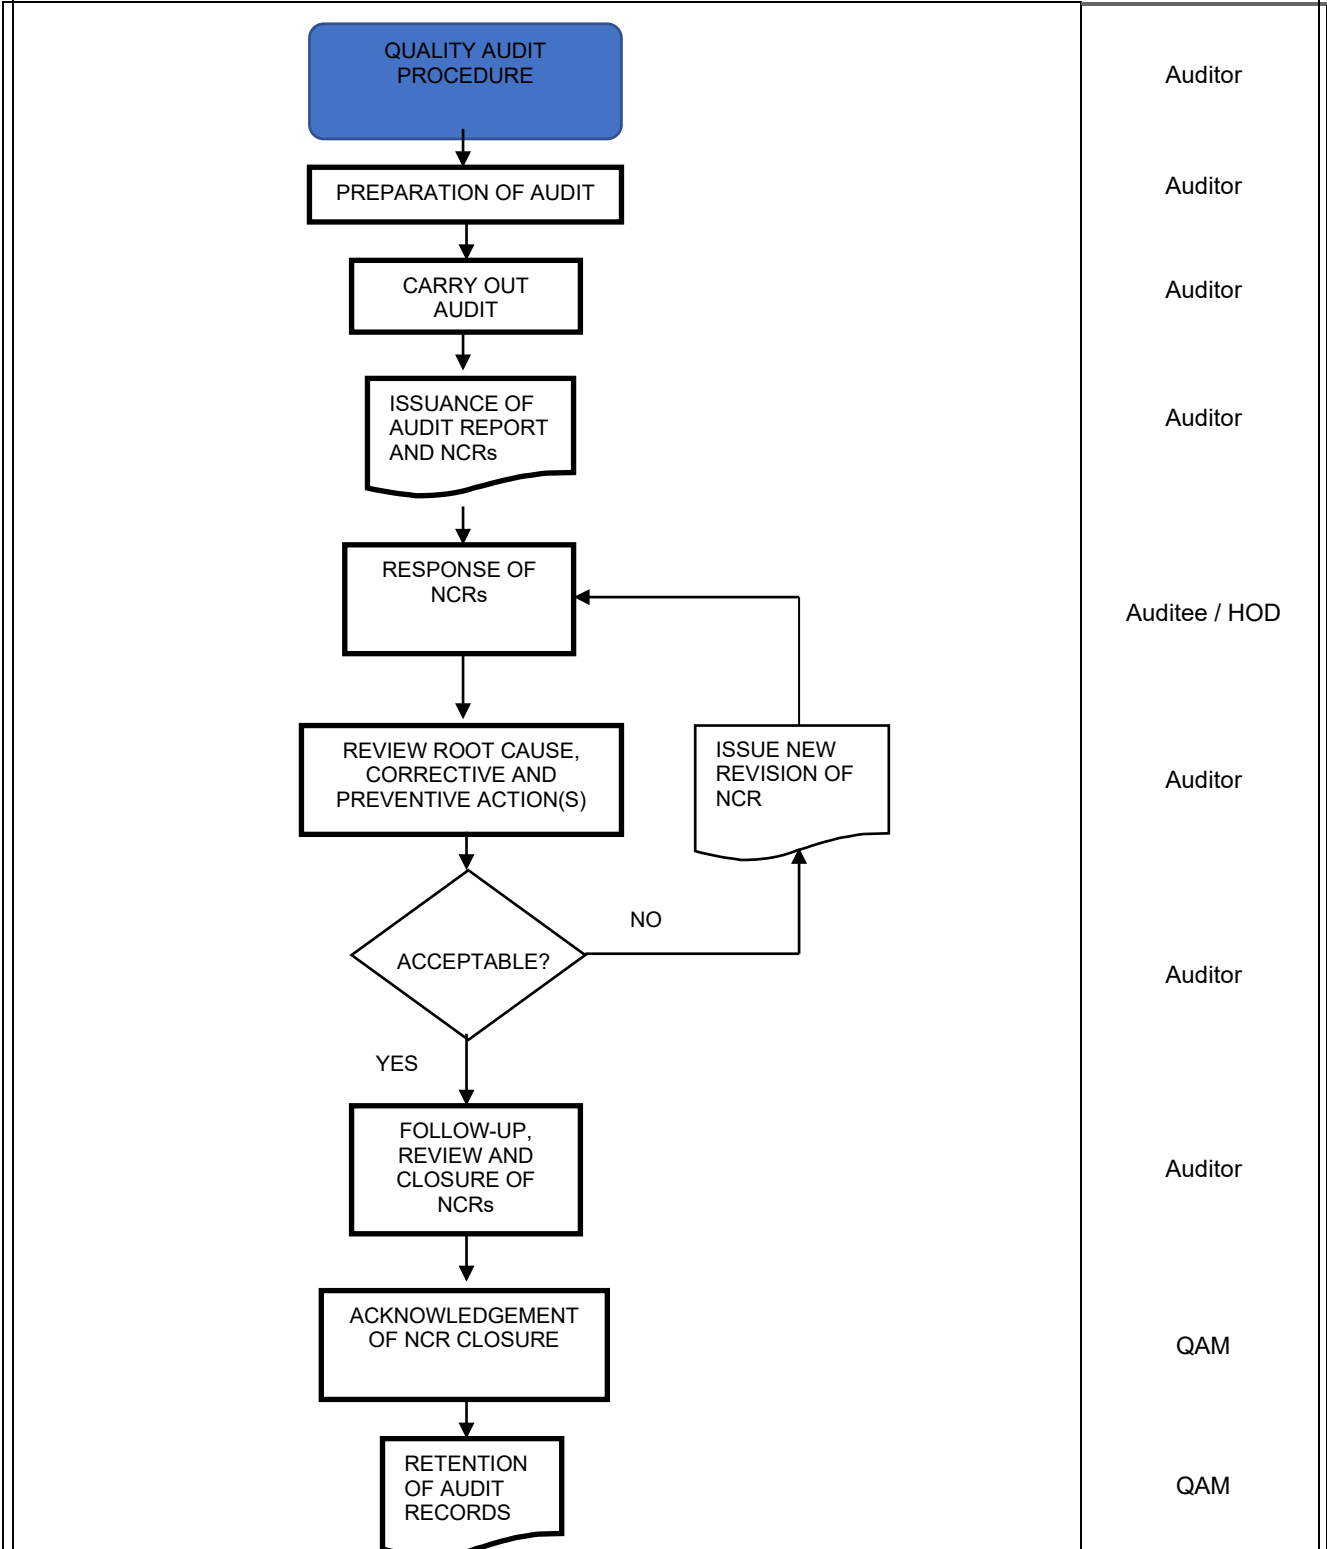 QUALITY AUDIT
PROCEDURE
Auditor
PREPARATION OF AUDIT
Auditor
CARRY OUT
AUDIT
Auditor
ISSUANCE OF
AUDIT REPORT
AND NCRs
Auditor
RESPONSE OF
NCRs
Auditee / HOD
REVIEW ROOT CAUSE,
CORRECTIVE AND
PREVENTIVE ACTION(S)
ISSUE NEW
REVISION OF
NCR
Auditor
NO
ACCEPTABLE?
Auditor
YES
FOLLOW-UP,
REVIEW AND
CLOSURE OF
NCRs
Auditor
ACKNOWLEDGEMENT
OF NCR CLOSURE
QAM
RETENTION
OF AUDIT
RECORDS
QAM